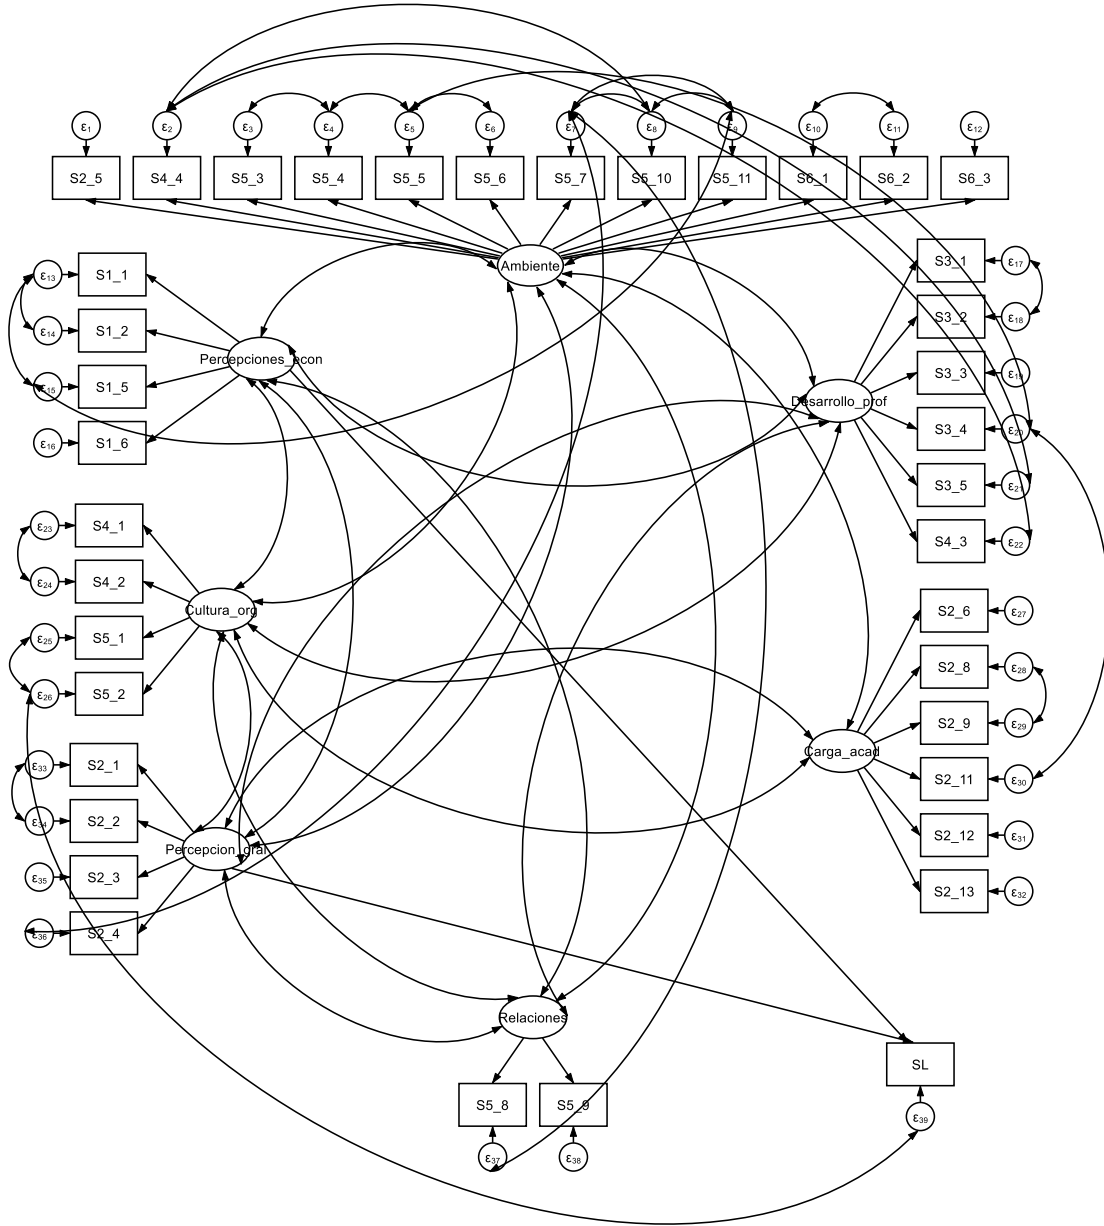 ε1 ε2 ε3 ε4 ε5 ε6 ε7 ε8 ε9 ε10 ε11 ε12
S2_5 S4_4 S5_3 S5_4 S5_5 S5_6 S5_7 S5_10 S5_11 S6_1 S6_2 S6_3
Ambiente
ε13 S1_1
ε14 S1_2
ε15 S1_5
ε16 S1_6
Percepciones_econ
S3_1 ε17
S3_2 ε18
S3_3 ε19
S3_4 ε20
S3_5 ε21
S4_3 ε22
Desarrollo_prof
ε23 S4_1
ε24 S4_2
ε25 S5_1
ε26 S5_2
Cultura_org
S2_6 ε27
S2_8 ε28
S2_9 ε29
S2_11 ε30
S2_12 ε31
S2_13 ε32
Carga_acad
ε33 S2_1
ε34 S2_2
ε35 S2_3
ε36 S2_4
Percepcion_gral
Relaciones
S5_8 S5_9
ε37 ε38
SL
ε39